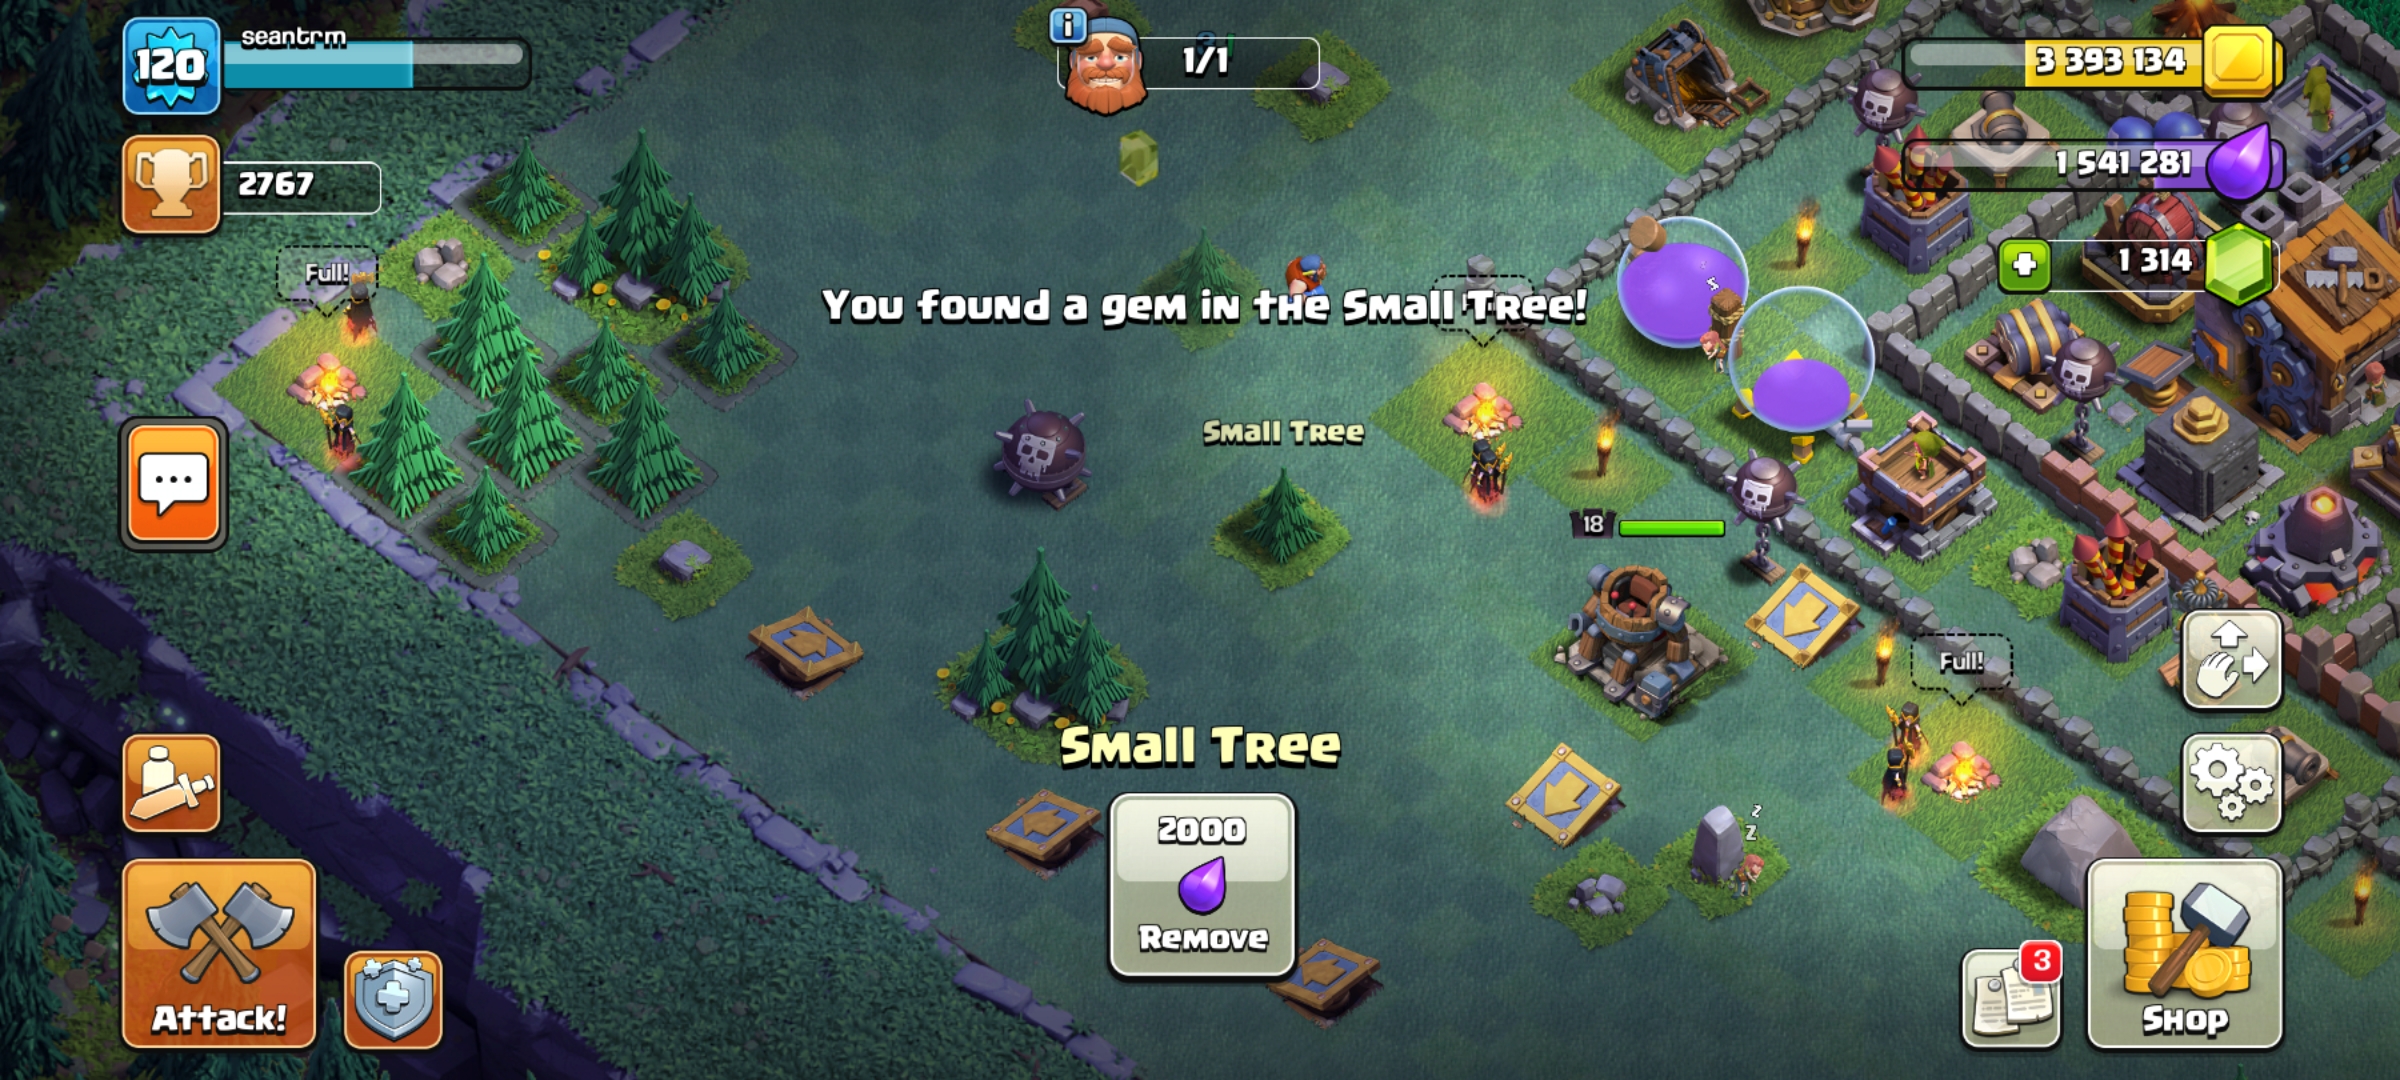 120
seantrm
i
1/1
3 393 134
2767
1 541 281
+
1 314
Full!
You found a gem in the Small Tree!
z
z
Small Tree
18
Full!
Small Tree
2000
Remove
z
z
3
Attack!
Shop